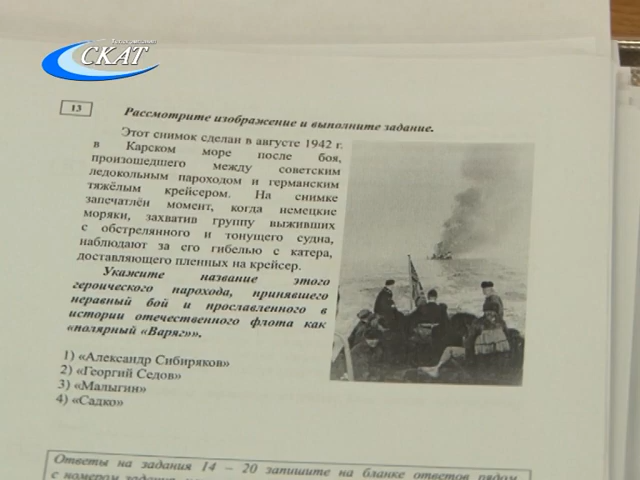 Телекомпания
СКАТ
13
Рассмотрите изображение и выполните задание.
Этот снимок сделан в августе 1942 г.
в Карском море после боя,
произошедшего между советским
ледокольным пароходом и германским
тяжёлым крейсером. На снимке
запечатлён момент, когда немецкие
моряки, захватив группу выживших
с обстрелянного и тонущего судна,
наблюдают за его гибелью с катера,
доставляющего пленных на крейсер.
Укажите название этого
героического парохода, принявшего
неравный бой и прославленного в
истории отечественного флота как
«полярный «Варяг»».
1) «Александр Сибиряков»
2) «Георгий Седов»
3) «Малыгин»
4) «Садко»
Ответы на задания 14 – 20 запишите на бланке ответов рядом
с номером задания